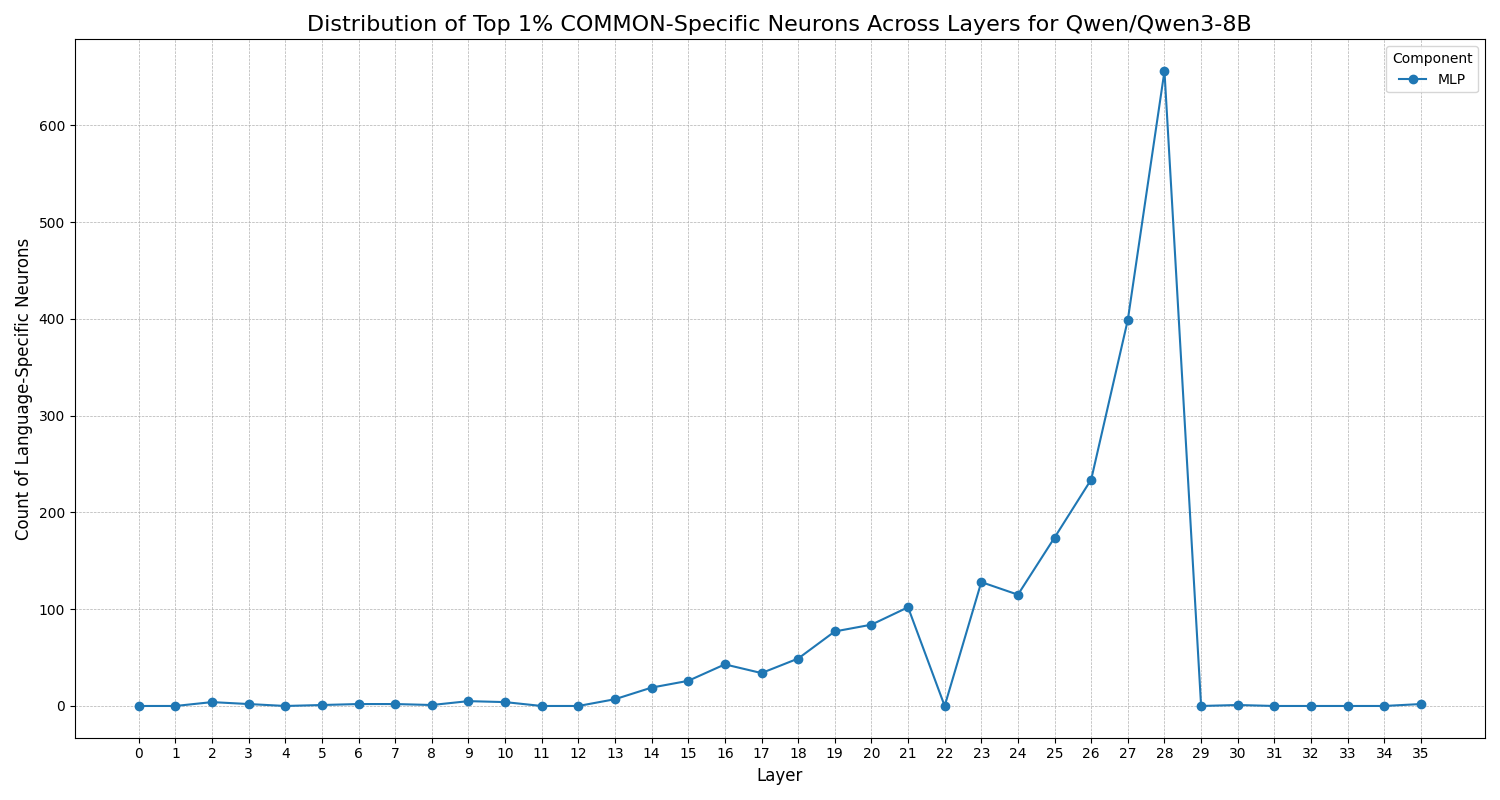 Distribution of Top 1% COMMON-Specific Neurons Across Layers for Qwen/Qwen3-8B
Component
MLP
Count of Language-Specific Neurons
600
500
400
300
200
100
0
0 1 2 3 4 5 6 7 8 9 10 11 12 13 14 15 16 17 18 19 20 21 22 23 24 25 26 27 28 29 30 31 32 33 34 35
Layer